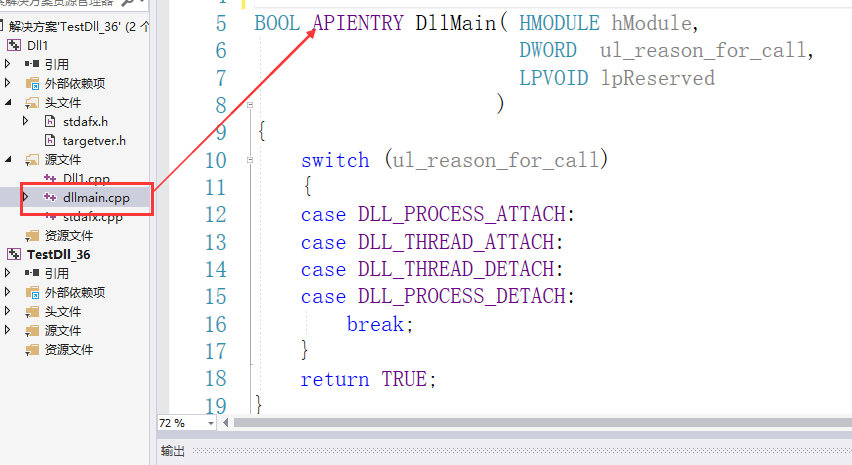 案解决方案资源管理器
解决方案'TestDll_36' (2 个
Dll1
引用
外部依赖项
头文件
stdafx.h
targetver.h
源文件
Dll1.cpp
dllmain.cpp
stdafx.cpp
资源文件
TestDll_36
引用
外部依赖项
头文件
源文件
资源文件
5 BOOL APIENTRY DllMain( HMODULE hModule,
6 DWORD ul_reason_for_call,
7 LPVOID lpReserved
8 )
9 {
10 switch (ul_reason_for_call)
11 {
12 case DLL_PROCESS_ATTACH:
13 case DLL_THREAD_ATTACH:
14 case DLL_THREAD_DETACH:
15 case DLL_PROCESS_DETACH:
16 break;
17 }
18 return TRUE;
19 }
72 %
输出